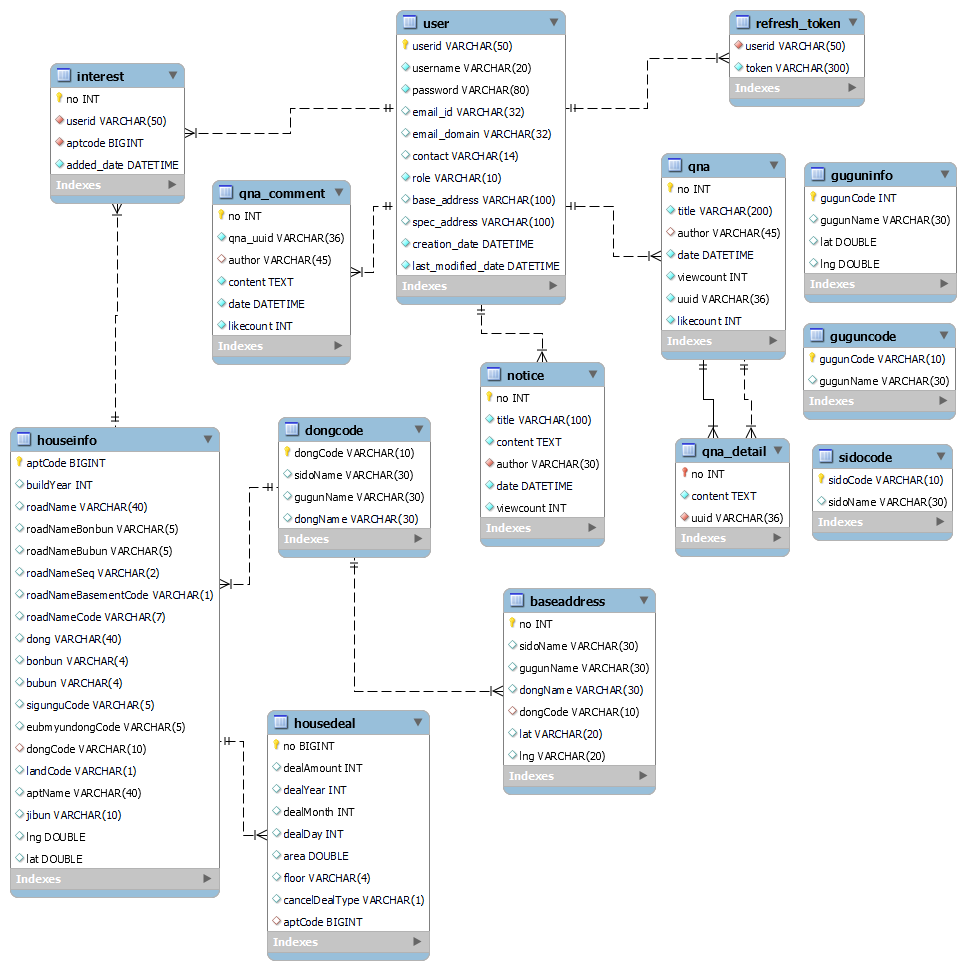 user
userid VARCHAR(50)
username VARCHAR(20)
password VARCHAR(80)
email_id VARCHAR(32)
email_domain VARCHAR(32)
contact VARCHAR(14)
role VARCHAR(10)
base_address VARCHAR(100)
spec_address VARCHAR(100)
creation_date DATETIME
last_modified_date DATETIME
Indexes
refresh_token
userid VARCHAR(50)
token VARCHAR(300)
Indexes
interest
no INT
userid VARCHAR(50)
aptcode BIGINT
added_date DATETIME
Indexes
qna_comment
no INT
qna_uuid VARCHAR(36)
author VARCHAR(45)
content TEXT
date DATETIME
likecount INT
Indexes
qna
no INT
title VARCHAR(200)
author VARCHAR(45)
date DATETIME
viewcount INT
uuid VARCHAR(36)
likecount INT
Indexes
guguninfo
gugunCode INT
gugunName VARCHAR(30)
lat DOUBLE
lng DOUBLE
Indexes
guguncode
gugunCode VARCHAR(10)
gugunName VARCHAR(30)
Indexes
notice
no INT
title VARCHAR(100)
content TEXT
author VARCHAR(30)
date DATETIME
viewcount INT
Indexes
houseinfo
aptCode BIGINT
buildYear INT
roadName VARCHAR(40)
roadNameBonbun VARCHAR(5)
roadNameBubun VARCHAR(5)
roadNameSeq VARCHAR(2)
roadNameBasementCode VARCHAR(1)
roadNameCode VARCHAR(7)
dong VARCHAR(40)
bonbun VARCHAR(4)
bubun VARCHAR(4)
sigunguCode VARCHAR(5)
eubmyundongCode VARCHAR(5)
dongCode VARCHAR(10)
landCode VARCHAR(1)
aptName VARCHAR(40)
jibun VARCHAR(10)
lng DOUBLE
lat DOUBLE
Indexes
dongcode
dongCode VARCHAR(10)
sidoName VARCHAR(30)
gugunName VARCHAR(30)
dongName VARCHAR(30)
Indexes
qna_detail
no INT
content TEXT
uuid VARCHAR(36)
Indexes
sidocode
sidoCode VARCHAR(10)
sidoName VARCHAR(30)
Indexes
baseaddress
no INT
sidoName VARCHAR(30)
gugunName VARCHAR(30)
dongName VARCHAR(30)
dongCode VARCHAR(10)
lat VARCHAR(20)
lng VARCHAR(20)
Indexes
housedeal
no BIGINT
dealAmount INT
dealYear INT
dealMonth INT
dealDay INT
area DOUBLE
floor VARCHAR(4)
cancelDealType VARCHAR(1)
aptCode BIGINT
Indexes